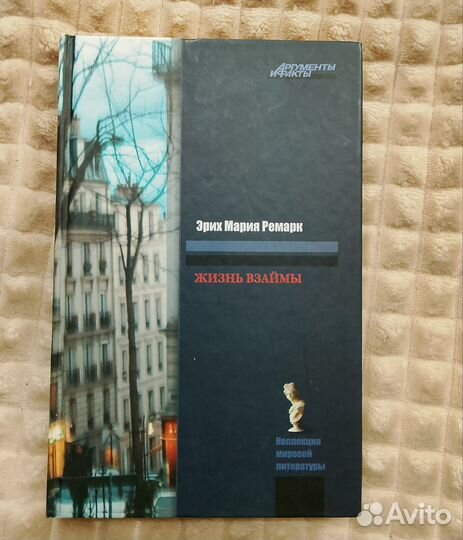 АРГУМЕНТЫ
И ФАКТЫ
Эрих Мария Ремарк
ЖИЗНЬ ВЗАЙМЫ
Коллекция
мировой
литературы
Avito